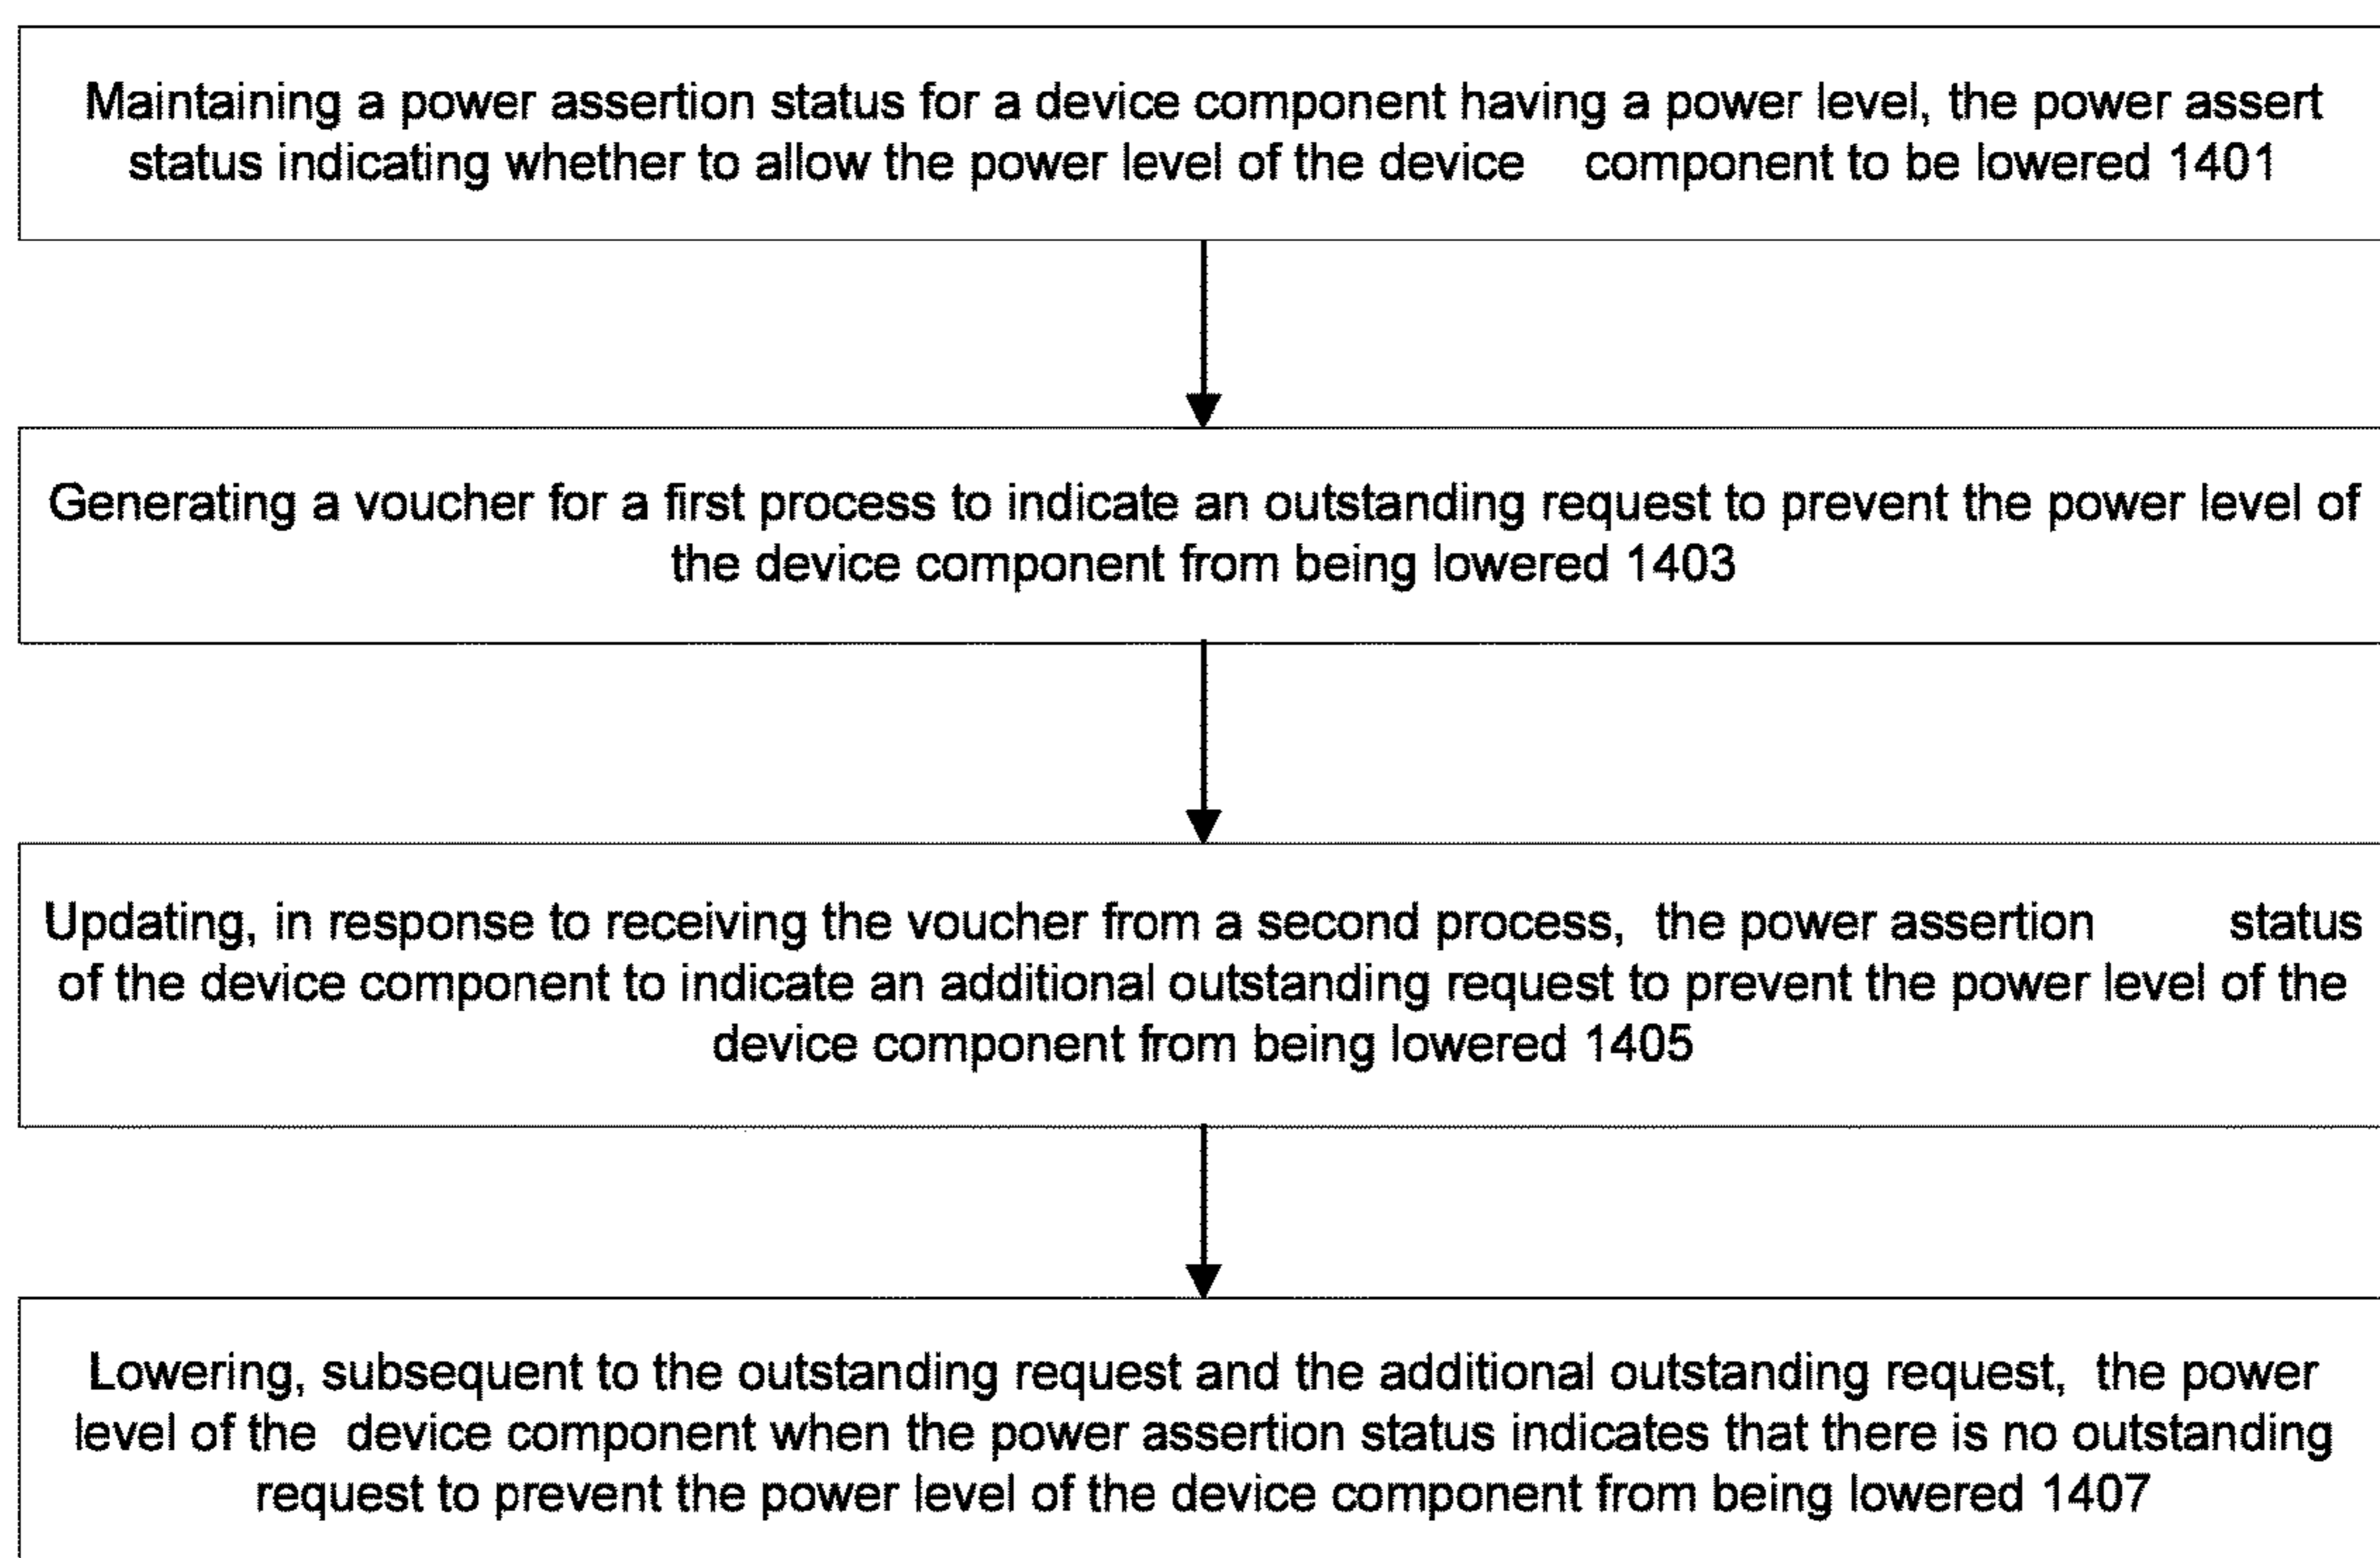 Maintaining a power assertion status for a device component having a power level, the power assert
status indicating whether to allow the power level of the device component to be lowered 1401
Generating a voucher for a first process to indicate an outstanding request to prevent the power level of
the device component from being lowered 1403
Updating, in response to receiving the voucher from a second process, the power assertion status
of the device component to indicate an additional outstanding request to prevent the power level of the
device component from being lowered 1405
Lowering, subsequent to the outstanding request and the additional outstanding request, the power
level of the device component when the power assertion status indicates that there is no outstanding
request to prevent the power level of the device component from being lowered 1407